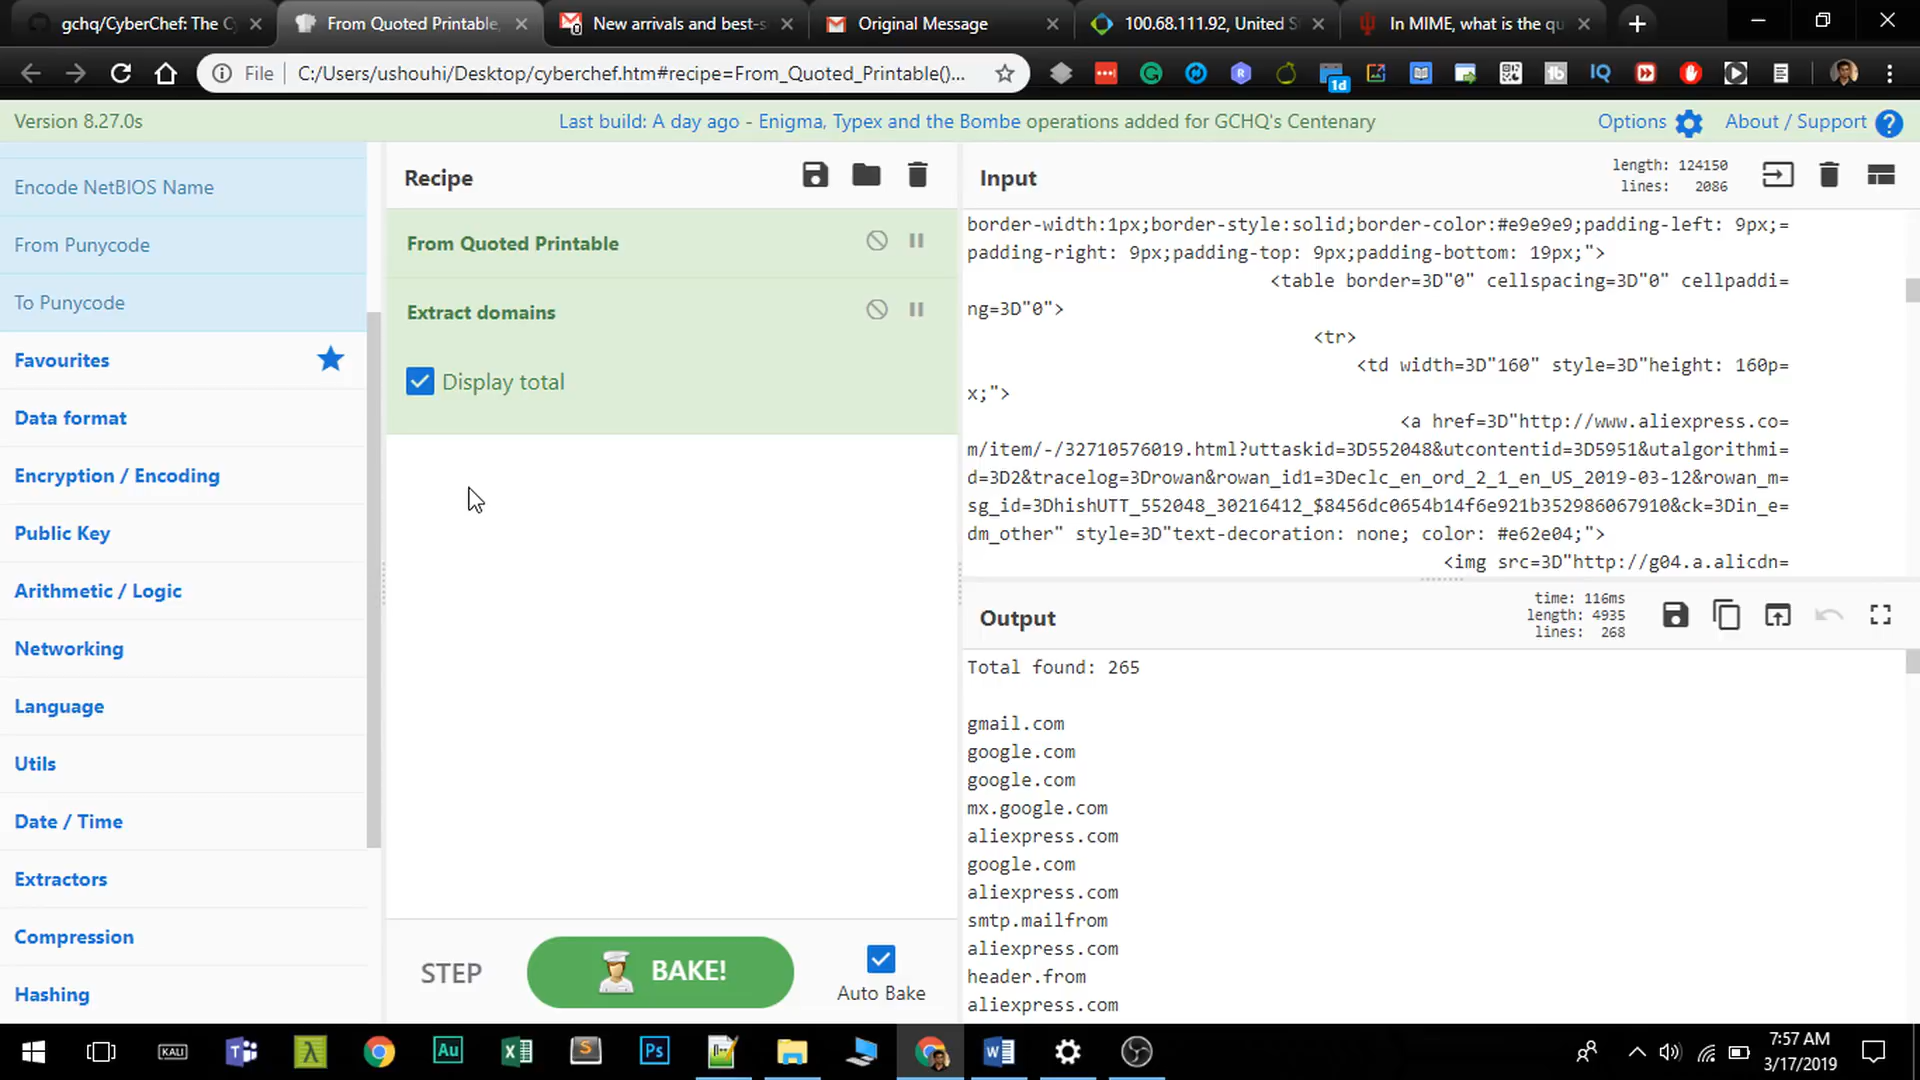 gchq/CyberChef: The C
From Quoted Printable,
New arrivals and best-s
Original Message
100.68.111.92, United S
In MIME, what is the qu
File
C:/Users/ushouhi/Desktop/cyberchef.htm#recipe=From_Quoted_Printable()...
1d
IQ
Version 8.27.0s
Last build: A day ago - Enigma, Typex and the Bombe operations added for GCHQ's Centenary
Options
About / Support
Encode NetBIOS Name
From Punycode
To Punycode
Favourites
Data format
Encryption / Encoding
Public Key
Arithmetic / Logic
Networking
Language
Utils
Date / Time
Extractors
Compression
Hashing
Recipe
From Quoted Printable
Extract domains
Display total
STEP
BAKE!
Auto Bake
Input
length: 124150
lines: 2086
border-width:1px;border-style:solid;border-color:#e9e9e9;padding-left: 9px;=
padding-right: 9px;padding-top: 9px;padding-bottom: 19px;">
<table border=3D"0" cellspacing=3D"0" cellpaddi=
ng=3D"0">
<tr>
<td width=3D"160" style=3D"height: 160p=
x;">
<a href=3D"http://www.aliexpress.co=
m/item/-/32710576019.html?uttaskid=3D552048&utcontentid=3D5951&utalgorithmi=
d=3D2&tracelog=3Drowan&rowan_id1=3Declc_en_ord_2_1_en_US_2019-03-12&rowan_m=
sg_id=3DhishUTT_552048_30216412_$8456dc0654b14f6e921b352986067910&ck=3Din_e=
dm_other" style=3D"text-decoration: none; color: #e62e04;">
<img src=3D"http://g04.a.alicdn=
Output
time: 116ms
length: 4935
lines: 268
Total found: 265
gmail.com
google.com
google.com
mx.google.com
aliexpress.com
google.com
aliexpress.com
smtp.mailfrom
aliexpress.com
header.from
aliexpress.com
KALI
Au
Ps
7:57 AM
3/17/2019